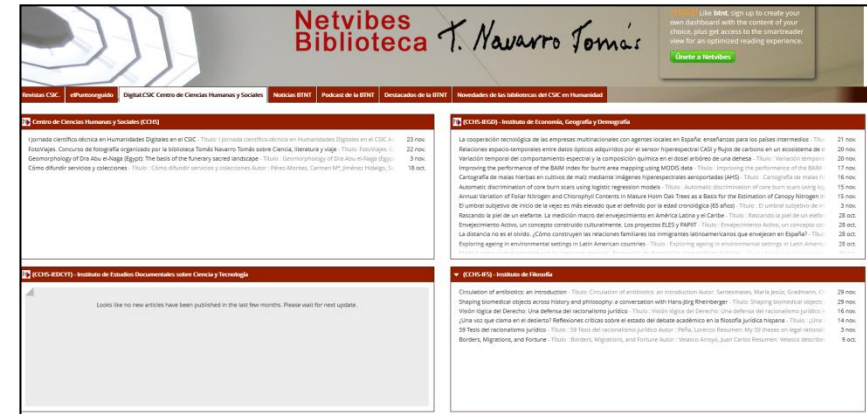 Netvibes
Biblioteca T. Navarro Tomás
Like btnt, sign up to create your
own dashboard with the content of your
choice, plus get access to the smartreader
view for an optimized reading experience.
Únete a Netvibes
Revistas CSIC. elPuntoseguido Digital.CSIC Centro de Ciencias Humanas y Sociales Noticias BTNT Podcast de la BTNT Destacados de la BTNT Novedades de las bibliotecas del CSIC en Humanidad
Centro de Ciencias Humanas y Sociales (CCHS)
I jornada científico-técnica en Humanidades Digitales en el CSIC - Título: I jornada científico-técnica en Humanidades Digitales en el CSIC 23 nov.
FotoViajes. Concurso de fotografía organizado por la biblioteca Tomás Navarro Tomás sobre Ciencia, literatura y viaje - Título: FotoViajes. 22 nov.
Geomorphology of Dra Abu el-Naga (Egypt): The basis of the funerary sacred landscape - Título : Geomorphology of Dra Abu el-Naga (Egyp 3 nov.
Cómo difundir servicios y colecciones - Título : Cómo difundir servicios y colecciones Autor : Pérez-Montes, Carmen Mª, Jiménez Hidalgo, 18 oct.
(CCHS-IEGD) - Instituto de Economía, Geografía y Demografía
La cooperación tecnológica de las empresas multinacionales con agentes locales en España: enseñanzas para los países intermedios - 21 nov.
Relaciones espacio-temporales entre datos ópticos adquiridos por el sensor hiperespectral CASI y flujos de carbono en un ecosistema de 20 nov.
Variación temporal del comportamiento espectral y la composición química en el dosel arbóreo de una dehesa - Título : Variación tempora 20 nov.
Improving the performance of the BAIM index for burnt area mapping using MODIS data - Título : Improving the performance of the BAIM 17 nov.
Cartografía de malas hierbas en cultivos de maíz mediante imágenes hiperespectrales aeroportadas (AHS) - Título : Cartografía de malas 16 nov.
Automatic discrimination of core burn scars using logistic regression models - Título : Automatic discrimination of core burn scars using 15 nov.
Annual Variation of Foliar Nitrogen and Chlorophyll Contents in Mature Holm Oak Trees as a Basis for the Estimation of Canopy Nitrogen 15 nov.
El umbral subjetivo de inicio de la vejez es más elevado que el definido por la edad cronológica (65 años) - Título : El umbral subjetivo de 3 nov.
Rascando la piel de un elefante. La medición macro del envejecimiento en América Latina y el Caribe - Título : Rascando la piel de un 28 oct.
Envejecimiento Activo, un concepto construido culturalmente. Los proyectos ELES y PAPIIT - Título : Envejecimiento Activo, un concepto 28 oct.
La distancia no es el olvido. ¿Cómo construyen las relaciones familiares los inmigrantes latinoamericanos que envejecen en España? - 28 oct.
Exploring ageing in environmental settings in Latin American countries - Título : Exploring ageing in environmental settings in Latin 28 oct.
(CCHS-IEDCYT) - Instituto de Estudios Documentales sobre Ciencia y Tecnología
Looks like no new articles have been published in the last few months. Please wait for next update.
(CCHS-IFS) - Instituto de Filosofía
Circulation of antibiotics: an introduction - Título: Circulation of antibiotics: an introduction Autor: Santesmases, María Jesús, Gradmann, 29 nov.
Shaping biomedical objects across history and philosophy: a conversation with Hans-Jörg Rheinberger - Título: Shaping biomedical objects 29 nov.
Visión lógica del Derecho: Una defensa del racionalismo jurídico - Título : Visión lógica del Derecho: Una defensa del racionalismo jurídico 16 nov.
¿Una voz que clama en el desierto? Reflexiones críticas sobre el estado del debate académico en la filosofía jurídica hispana - Título : 14 nov.
59 Tesis del racionalismo jurídico - Título : 59 Tesis del racionalismo jurídico Autor : Peña, Lorenzo Resumen: My 59 theses on legal 3 nov.
Borders, Migrations, and Fortune - Título : Borders, Migrations, and Fortune Autor : Velasco Arroyo, Juan Carlos Resumen: Velasco 9 oct.